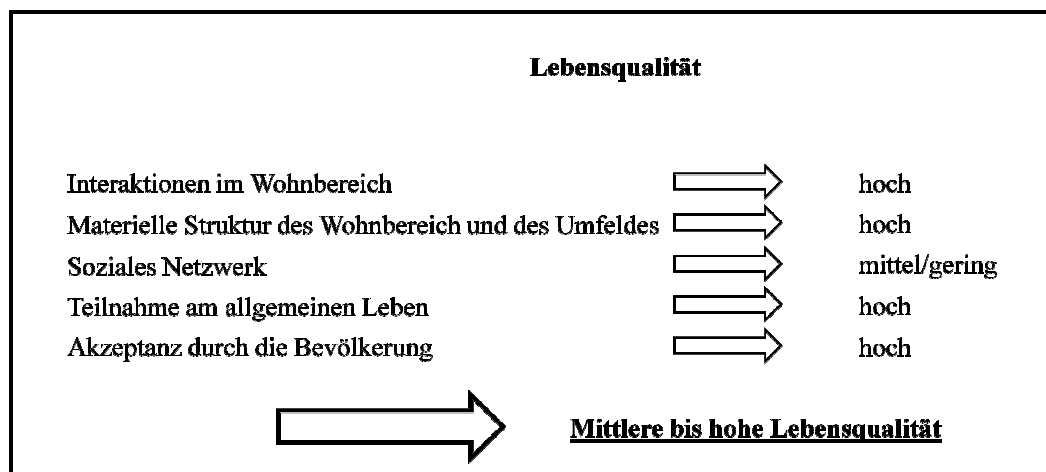 Lebensqualität
Interaktionen im Wohnbereich hoch
Materielle Struktur des Wohnbereich und des Umfeldes hoch
Soziales Netzwerk mittel/gering
Teilnahme am allgemeinen Leben hoch
Akzeptanz durch die Bevölkerung hoch
Mittlere bis hohe Lebensqualität